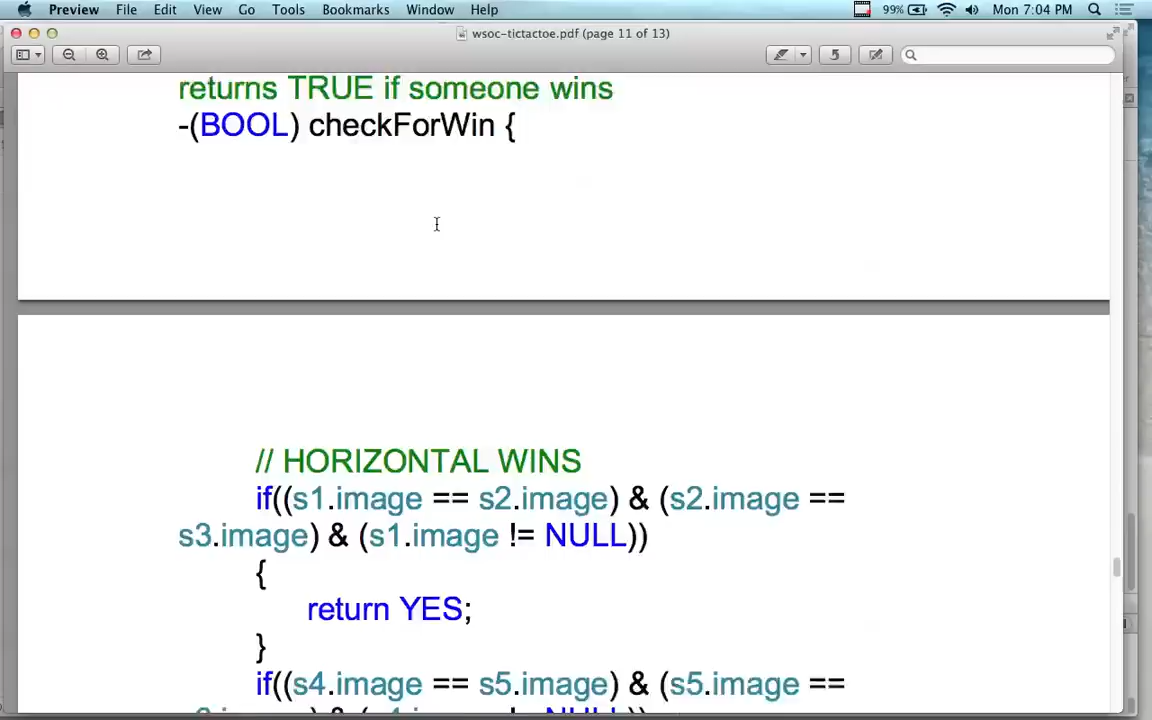 Preview File Edit View Go Tools Bookmarks Window Help 99% Mon 7:04 PM
wsoc-tictactoe.pdf (page 11 of 13)
returns TRUE if someone wins
-(BOOL) checkForWin {
// HORIZONTAL WINS
if((s1.image == s2.image) & (s2.image ==
s3.image) & (s1.image != NULL))
{
return YES;
}
if((s4.image == s5.image) & (s5.image ==